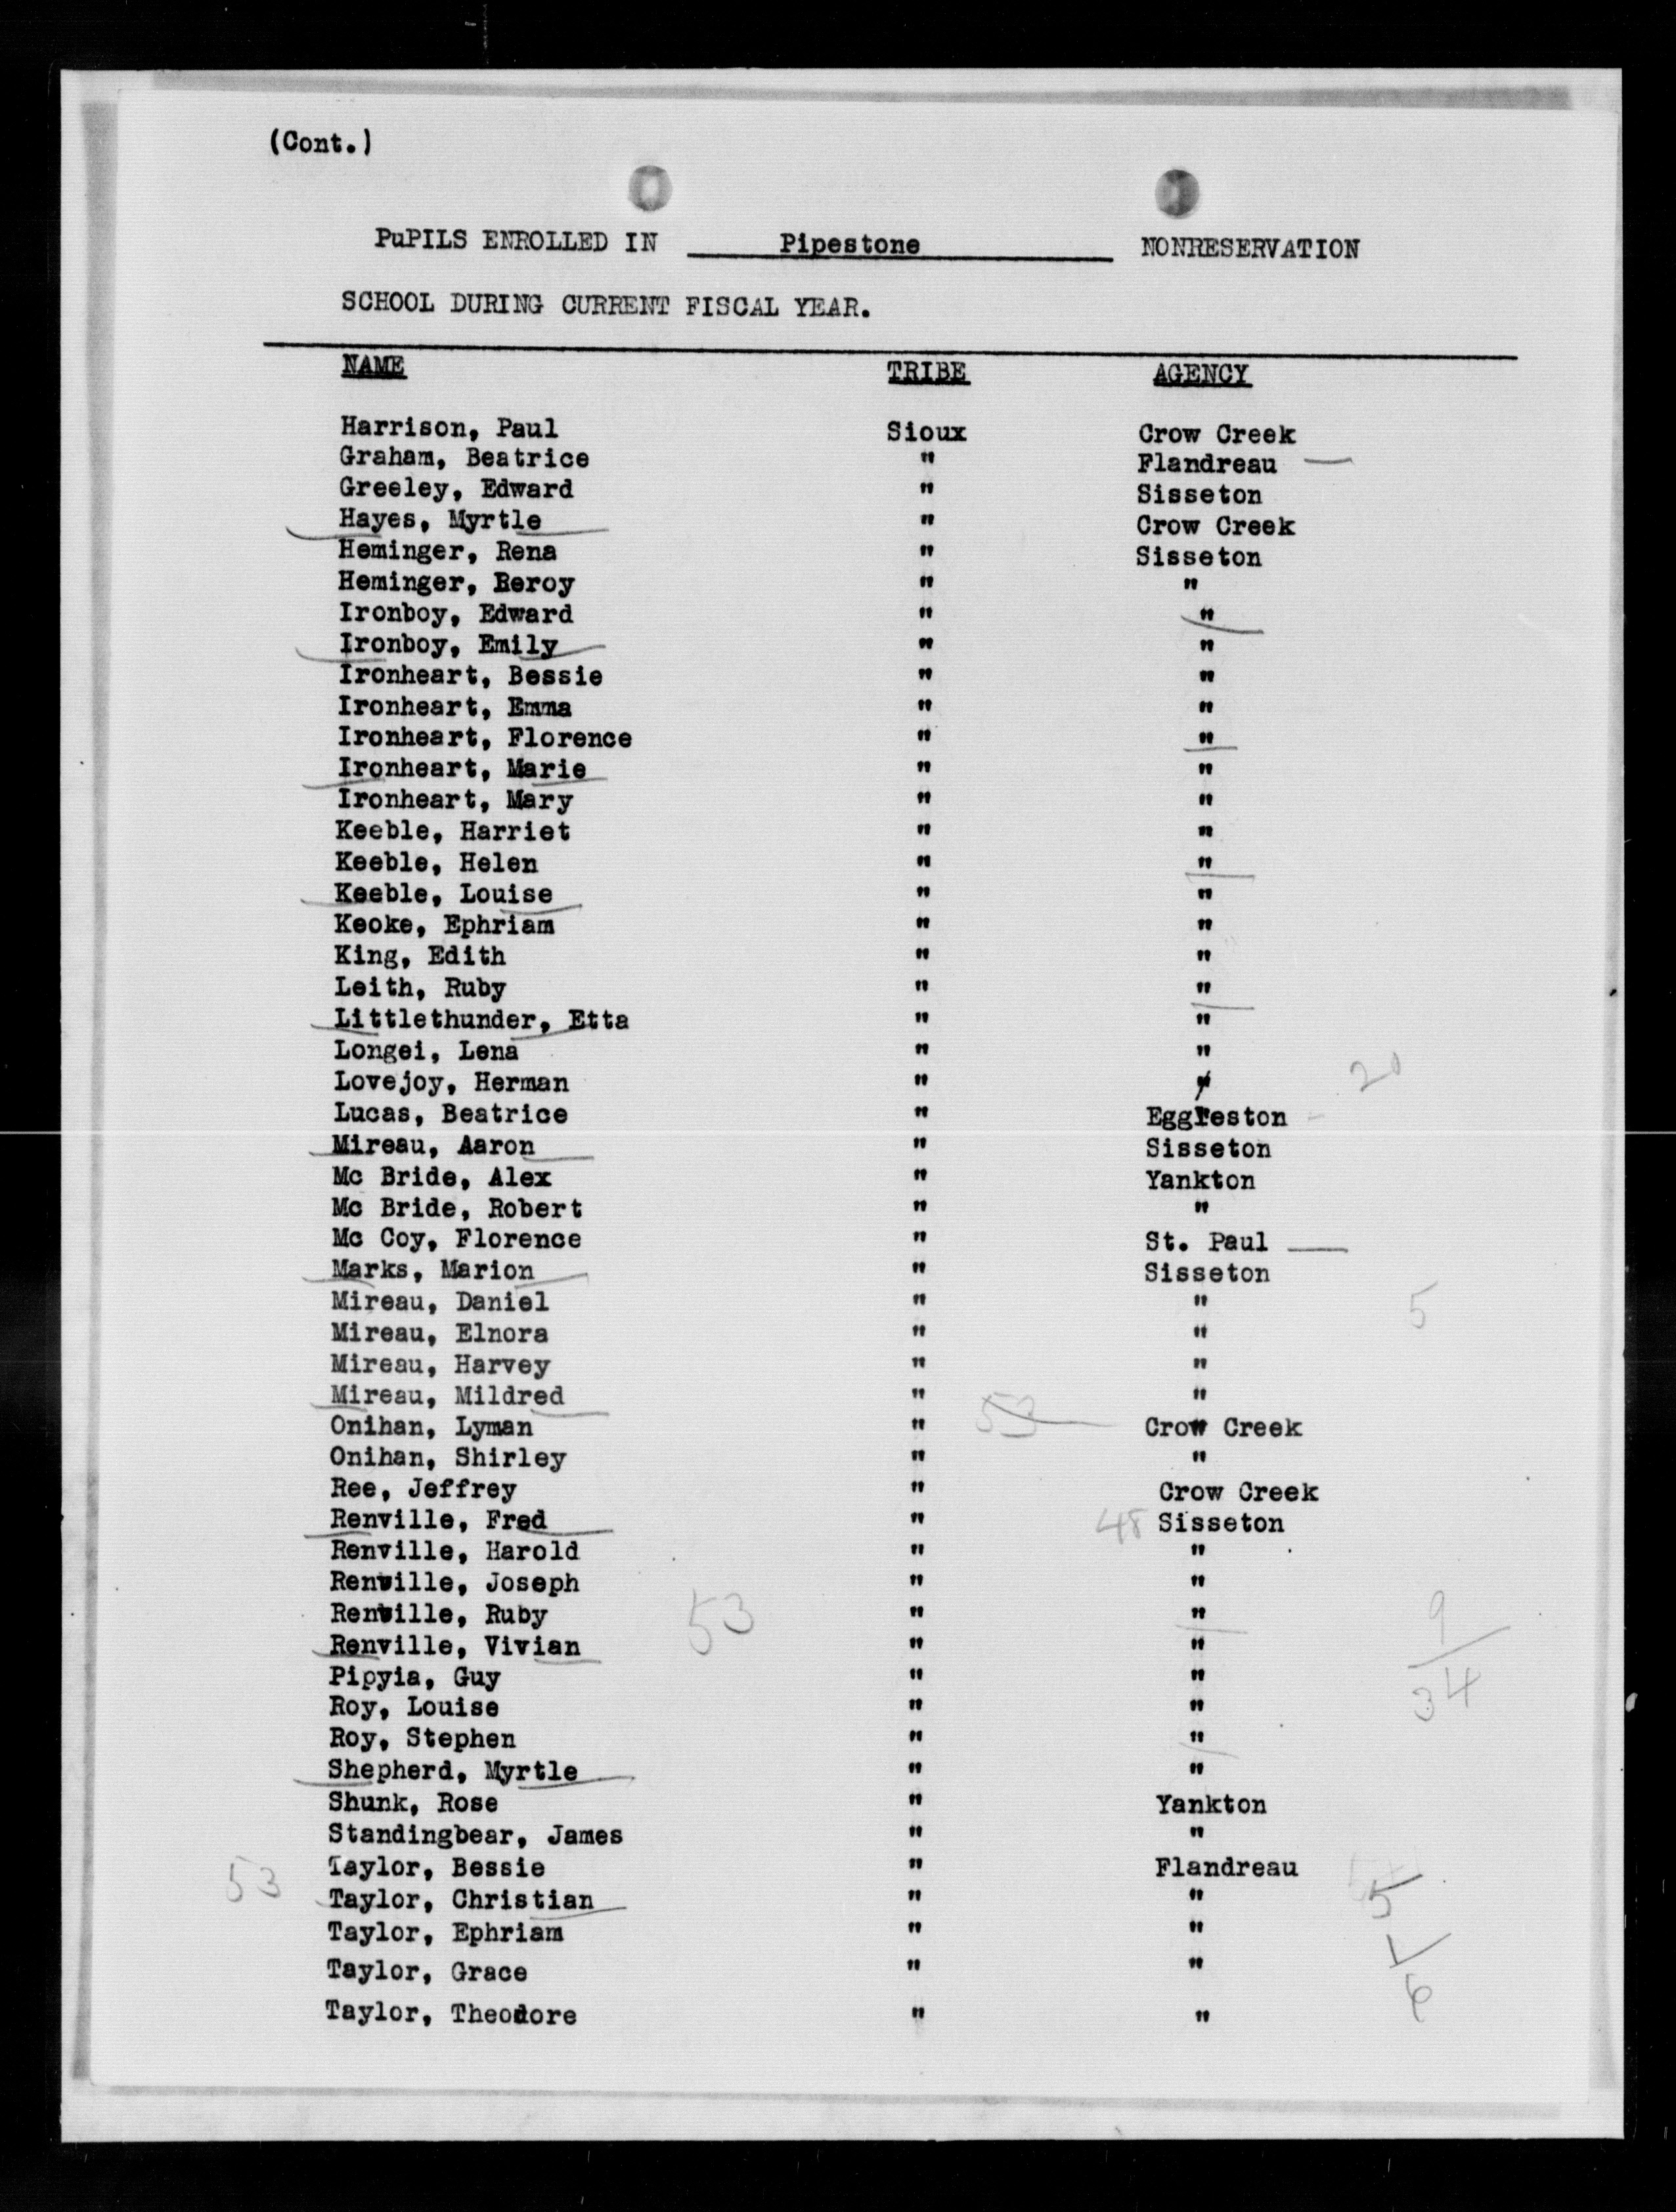 (Cont.)
PuPILS ENROLLED IN Pipestone NONRESERVATION
SCHOOL DURING CURRENT FISCAL YEAR.
NAME TRIBE AGENCY
Harrison, Paul Sioux Crow Creek
Graham, Beatrice " Flandreau —
Greeley, Edward " Sisseton
Hayes, Myrtle " Crow Creek
Heminger, Rena " Sisseton
Heminger, Beroy " "
Ironboy, Edward " "
Ironboy, Emily " "
Ironheart, Bessie " "
Ironheart, Emma " "
Ironheart, Florence " "
Ironheart, Marie " "
Ironheart, Mary " "
Keeble, Harriet " "
Keeble, Helen " "
Keeble, Louise " "
Keoke, Ephriam " "
King, Edith " "
Leith, Ruby " "
Littlethunder, Etta " "
Longei, Lena " "
Lovejoy, Herman " " 20
Lucas, Beatrice " Eggleston
Mireau, Aaron " Sisseton
Mc Bride, Alex " Yankton
Mc Bride, Robert " "
Mc Coy, Florence " St. Paul —
Marks, Marion " Sisseton
Mireau, Daniel " " 5
Mireau, Elnora " "
Mireau, Harvey " "
Mireau, Mildred " "
Onihan, Lyman " 53 Crow Creek
Onihan, Shirley " "
Ree, Jeffrey " Crow Creek
Renville, Fred " 48 Sisseton
Renville, Harold " "
Renville, Joseph " "
Renville, Ruby 53 " " 9
Renville, Vivian " "
Pipyia, Guy " " 34
Roy, Louise " "
Roy, Stephen " "
Shepherd, Myrtle " "
Shunk, Rose " Yankton
Standingbear, James " "
53 Taylor, Bessie " Flandreau
Taylor, Christian " " 5
Taylor, Ephriam " "
Taylor, Grace " " 1
Taylor, Theodore " " 6